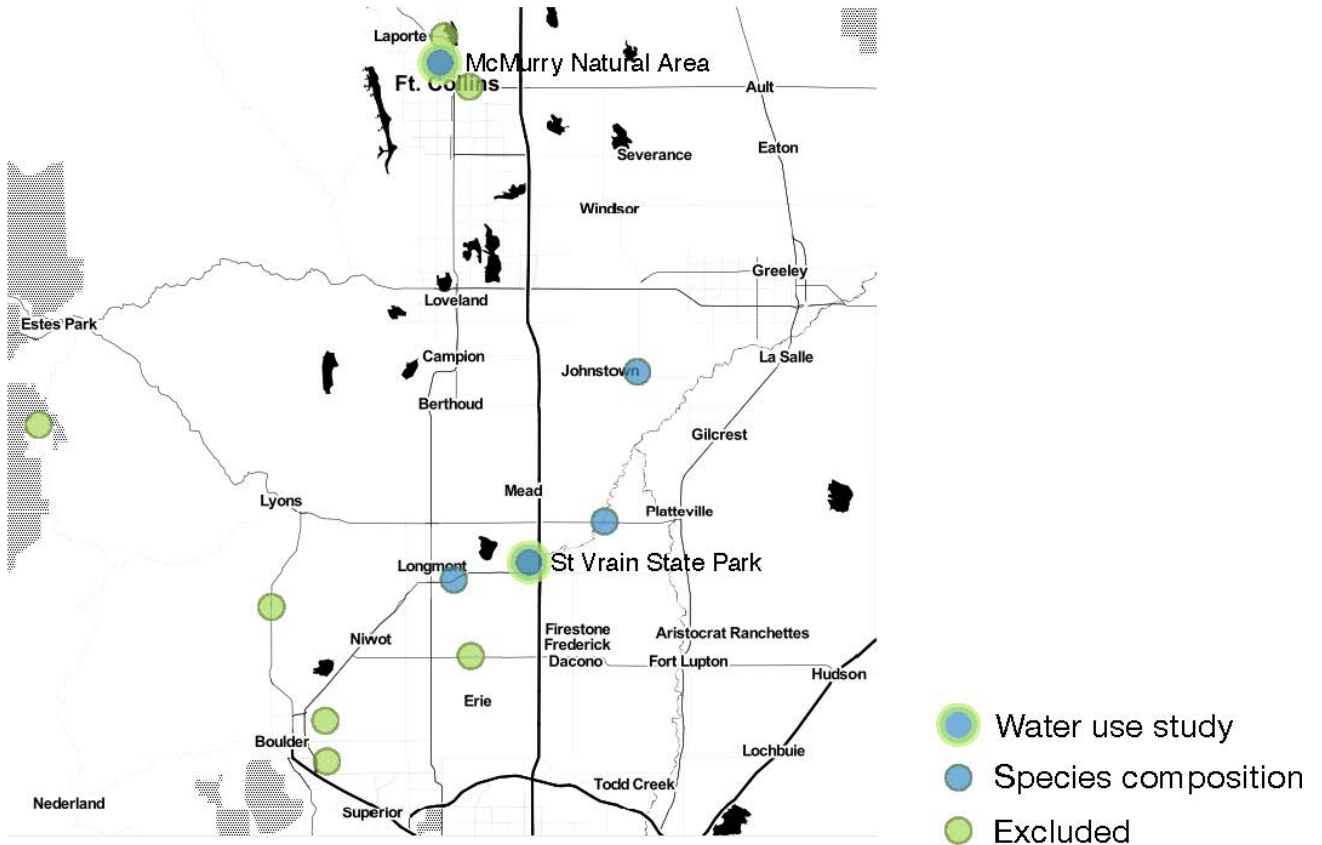 Laporte
McMurry Natural Area
Ft. Collins
Ault
Eaton
Severance
Windsor
Greeley
Loveland
Estes Park
Campion
La Salle
Johnstown
Berthoud
Gilcrest
Mead
Lyons
Platteville
Longmont
St Vrain State Park
Firestone
Frederick
Dacono
Niwot
Aristocrat Ranchettes
Fort Lupton
Hudson
Erie
Boulder
Lochbuie
Todd Creek
Nederland
Superior
Water use study
Species composition
Excluded